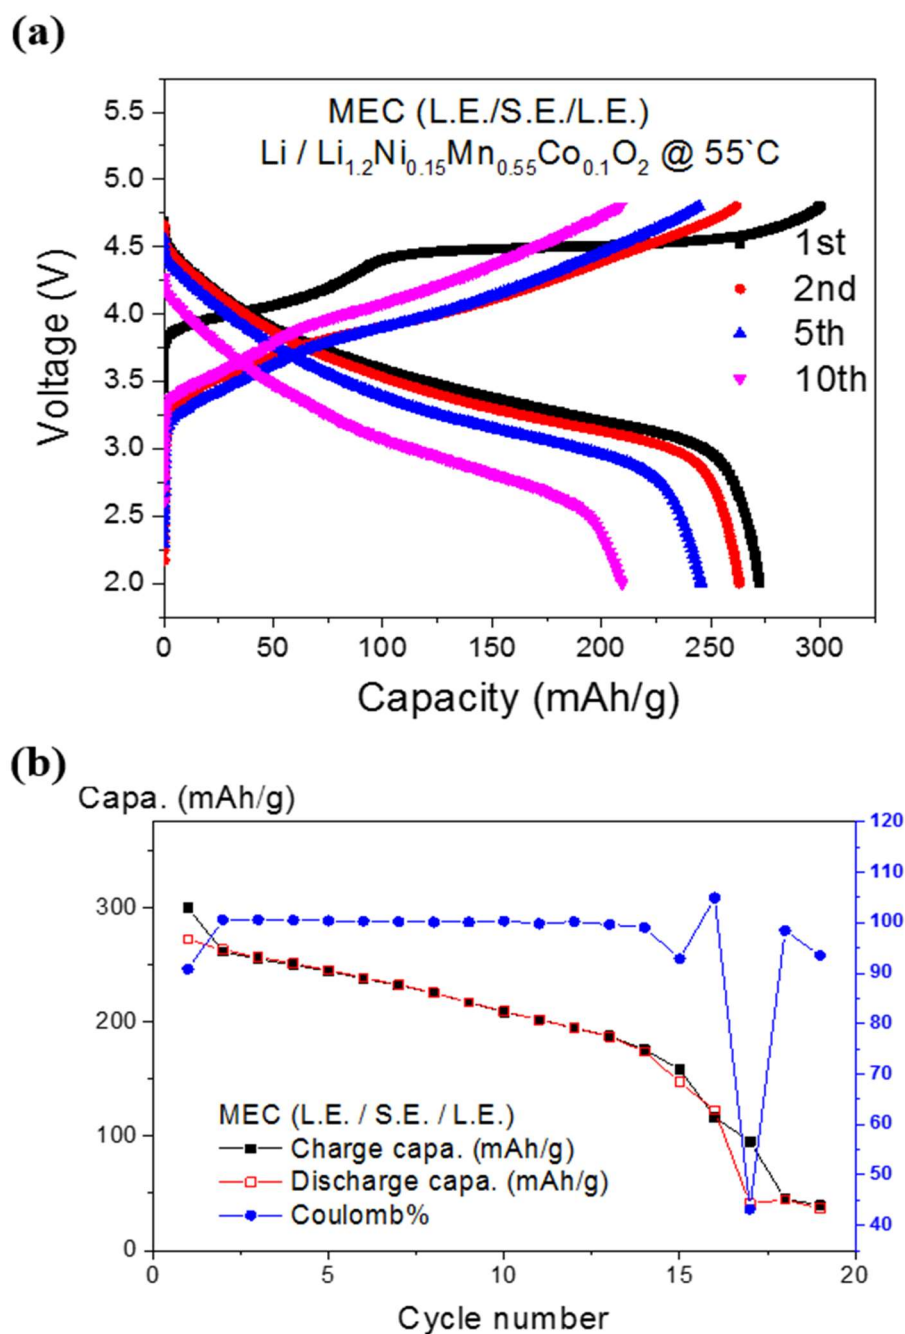 (a)
MEC (L.E./S.E./L.E.)
Li / Li1.2Ni0.15Mn0.55Co0.1O2 @ 55`C
5.5
5.0
4.5
4.0
3.5
3.0
2.5
2.0
Voltage (V)
1st
2nd
5th
10th
0 50 100 150 200 250 300
Capacity (mAh/g)
(b)
Capa. (mAh/g)
300
200
100
0
120
110
100
90
80
70
60
50
40
MEC (L.E. / S.E. / L.E.)
Charge capa. (mAh/g)
Discharge capa. (mAh/g)
Coulomb%
0 5 10 15 20
Cycle number